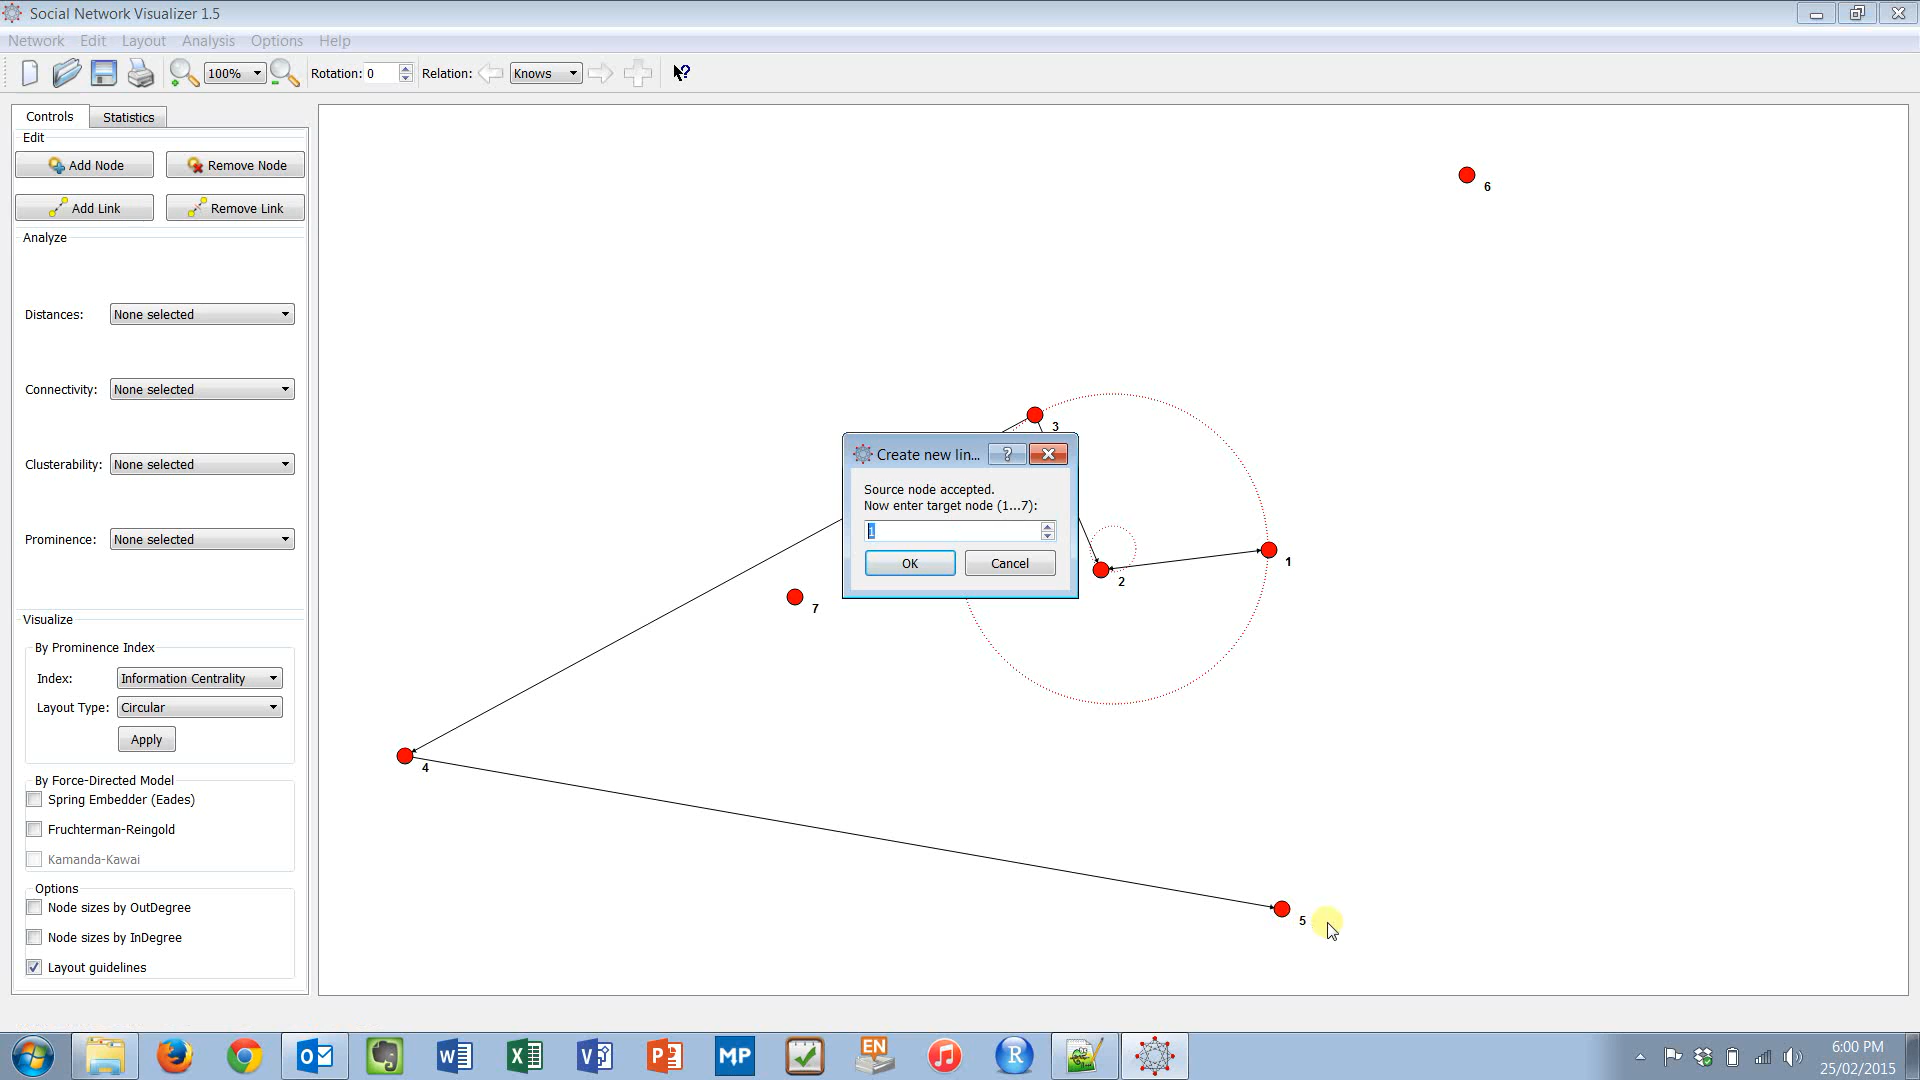 Social Network Visualizer 1.5
Network Edit Layout Analysis Options Help
100% Rotation: 0 Relation: Knows
Controls Statistics
Edit
Add Node Remove Node
Add Link Remove Link
Analyze
Distances: None selected
Connectivity: None selected
Clusterability: None selected
Prominence: None selected
Visualize
By Prominence Index
Index: Information Centrality
Layout Type: Circular
Apply
By Force-Directed Model
Spring Embedder (Eades)
Fruchterman-Reingold
Kamanda-Kawai
Options
Node sizes by OutDegree
Node sizes by InDegree
Layout guidelines
6
3
1
2
7
4
5
Create new lin...
Source node accepted.
Now enter target node (1...7):
1
OK Cancel
EN
MP
R
6:00 PM
25/02/2015